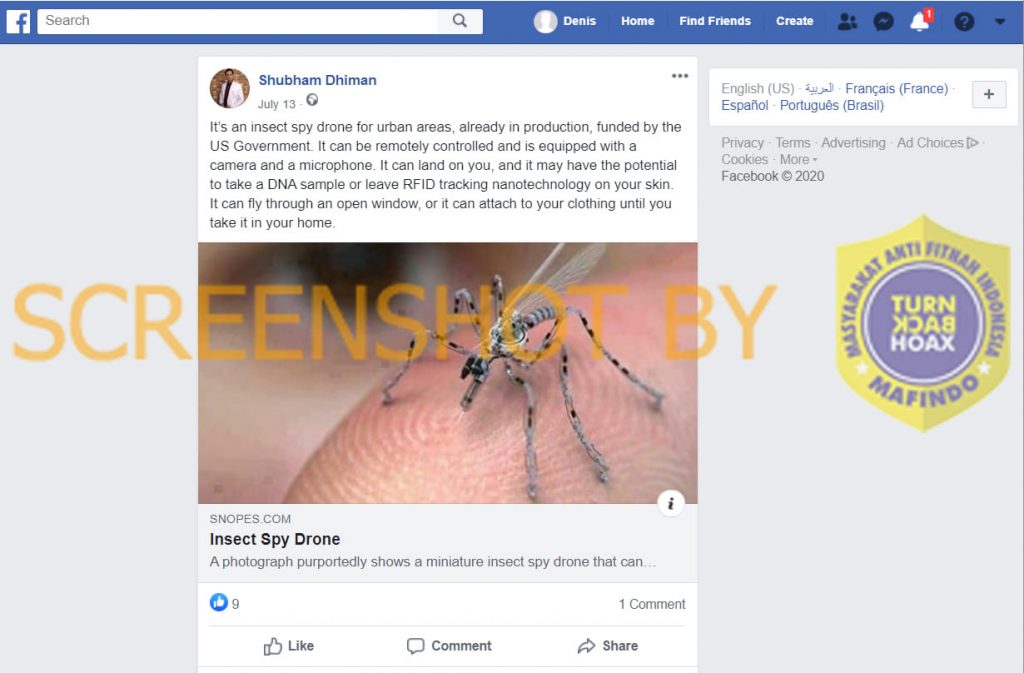 Search
Denis Home Find Friends Create 1
Shubham Dhiman
July 13 ·
It's an insect spy drone for urban areas, already in production, funded by the
US Government. It can be remotely controlled and is equipped with a
camera and a microphone. It can land on you, and it may have the potential
to take a DNA sample or leave RFID tracking nanotechnology on your skin.
It can fly through an open window, or it can attach to your clothing until you
take it in your home.
SCREENSHOT BY
SNOPES.COM
Insect Spy Drone
A photograph purportedly shows a miniature insect spy drone that can…
9
1 Comment
Like Comment Share
English (US) · العربية · Français (France) ·
Español · Português (Brasil)
Privacy · Terms · Advertising · Ad Choices ·
Cookies · More
Facebook © 2020
MASYARAKAT ANTI FITNAH INDONESIA
TURN
BACK
HOAX
MAFINDO